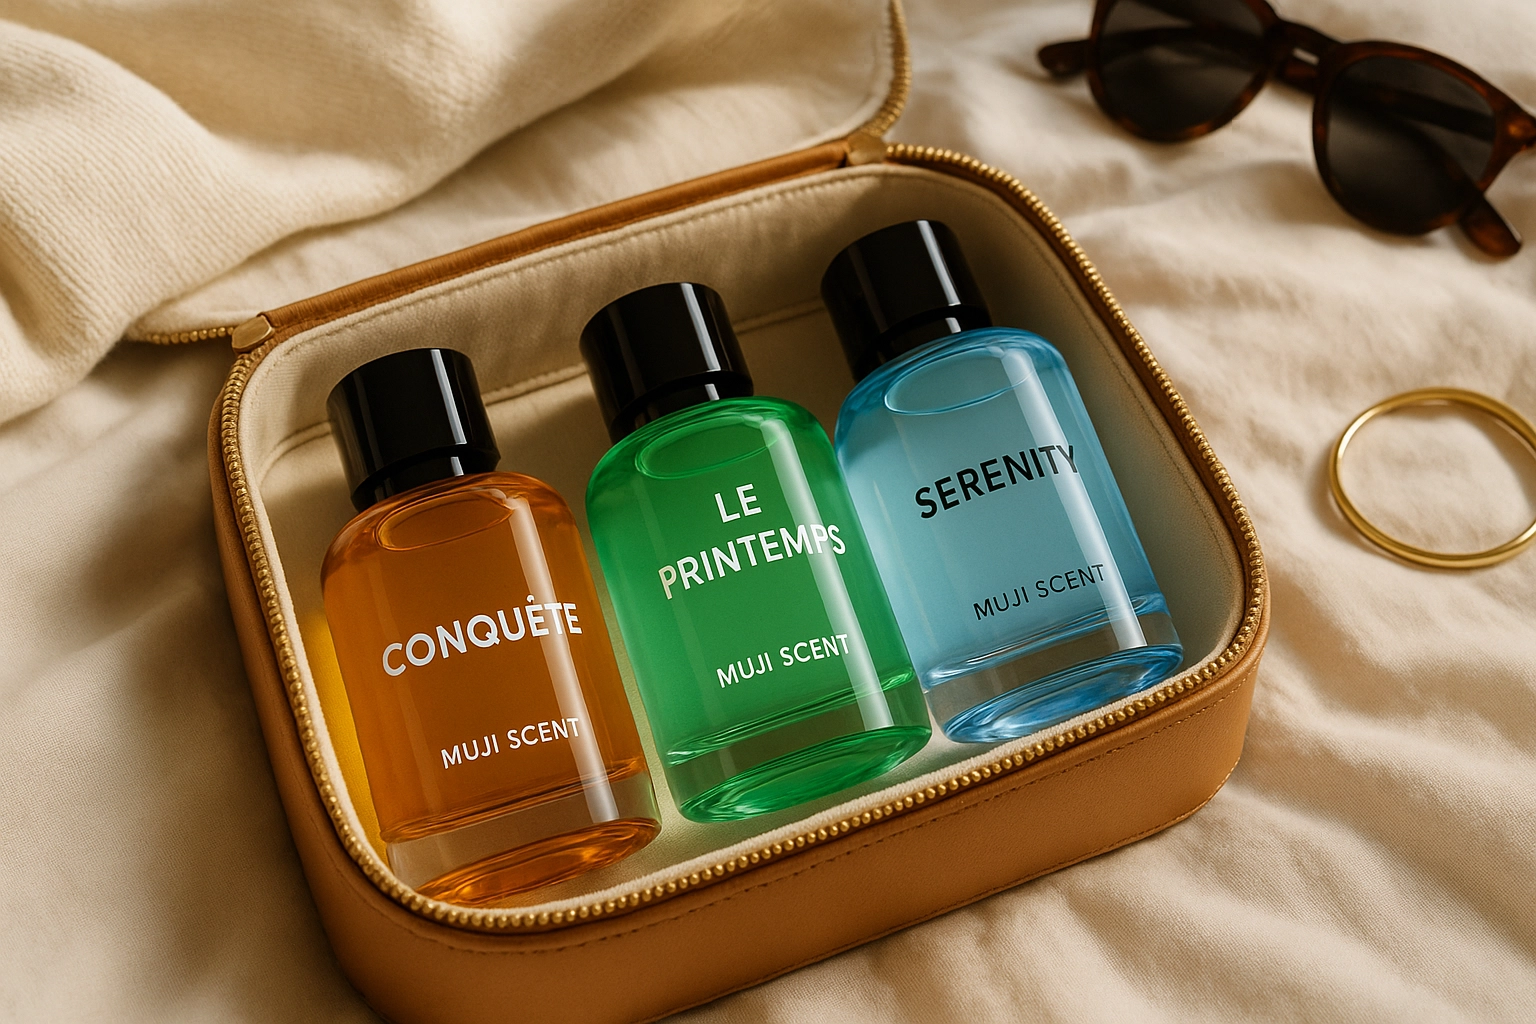 CONQUÊTE
MUJI SCENT
LE
PRINTEMPS
MUJI SCENT
SERENITY
MUJI SCENT